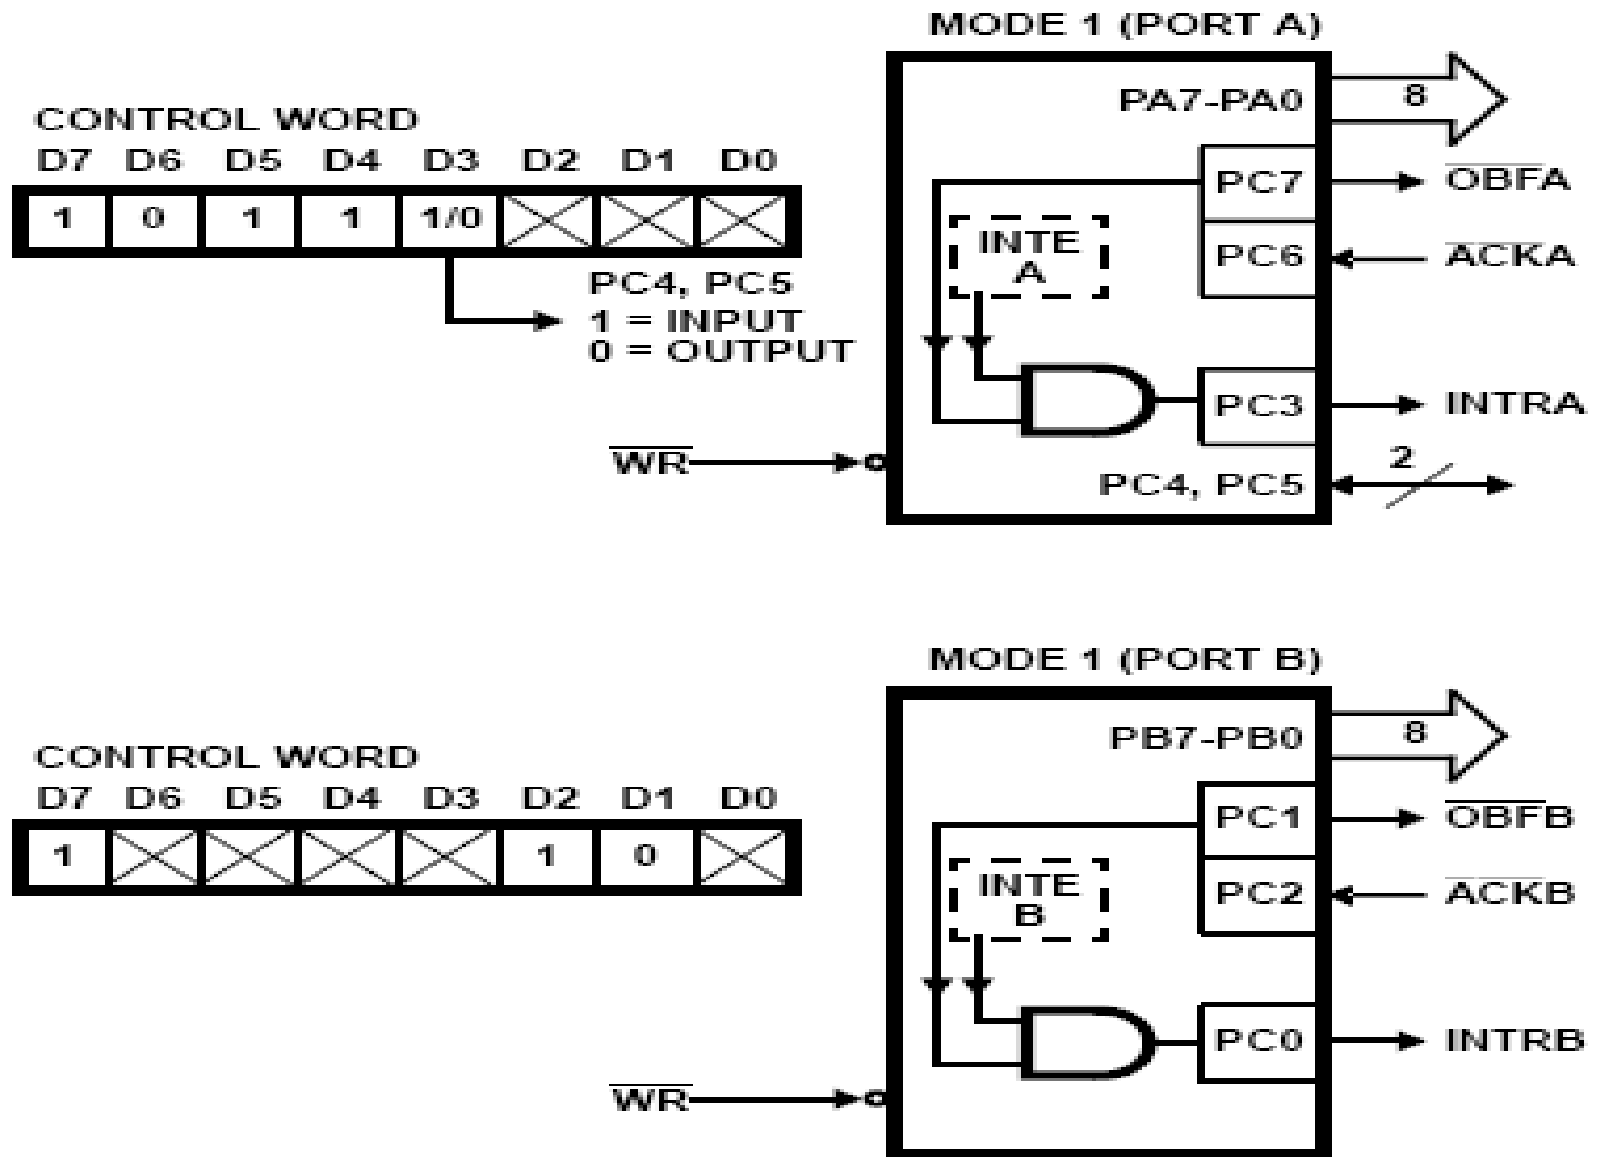 MODE 1 (PORT A)
CONTROL WORD
D7 D6 D5 D4 D3 D2 D1 D0
1 0 1 1 1/0
PC4, PC5
1 = INPUT
0 = OUTPUT
WR
PA7-PA0
8
PC7
OBFA
INTE
A
PC6
ACKA
PC3
INTRA
PC4, PC5
2
MODE 1 (PORT B)
CONTROL WORD
D7 D6 D5 D4 D3 D2 D1 D0
1 1 0
WR
PB7-PB0
8
PC1
OBFB
INTE
B
PC2
ACKB
PC0
INTRB